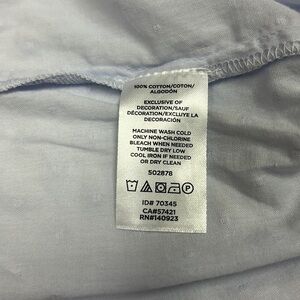 100% COTTON/COTON/
ALGODÓN
EXCLUSIVE OF
DECORATION/SAUF
DÉCORATION/EXCLUYE LA
DECORACIÓN
MACHINE WASH COLD
ONLY NON-CHLORINE
BLEACH WHEN NEEDED
TUMBLE DRY LOW
COOL IRON IF NEEDED
OR DRY CLEAN
502878
ID# 70345
CA#57421
RN#140923